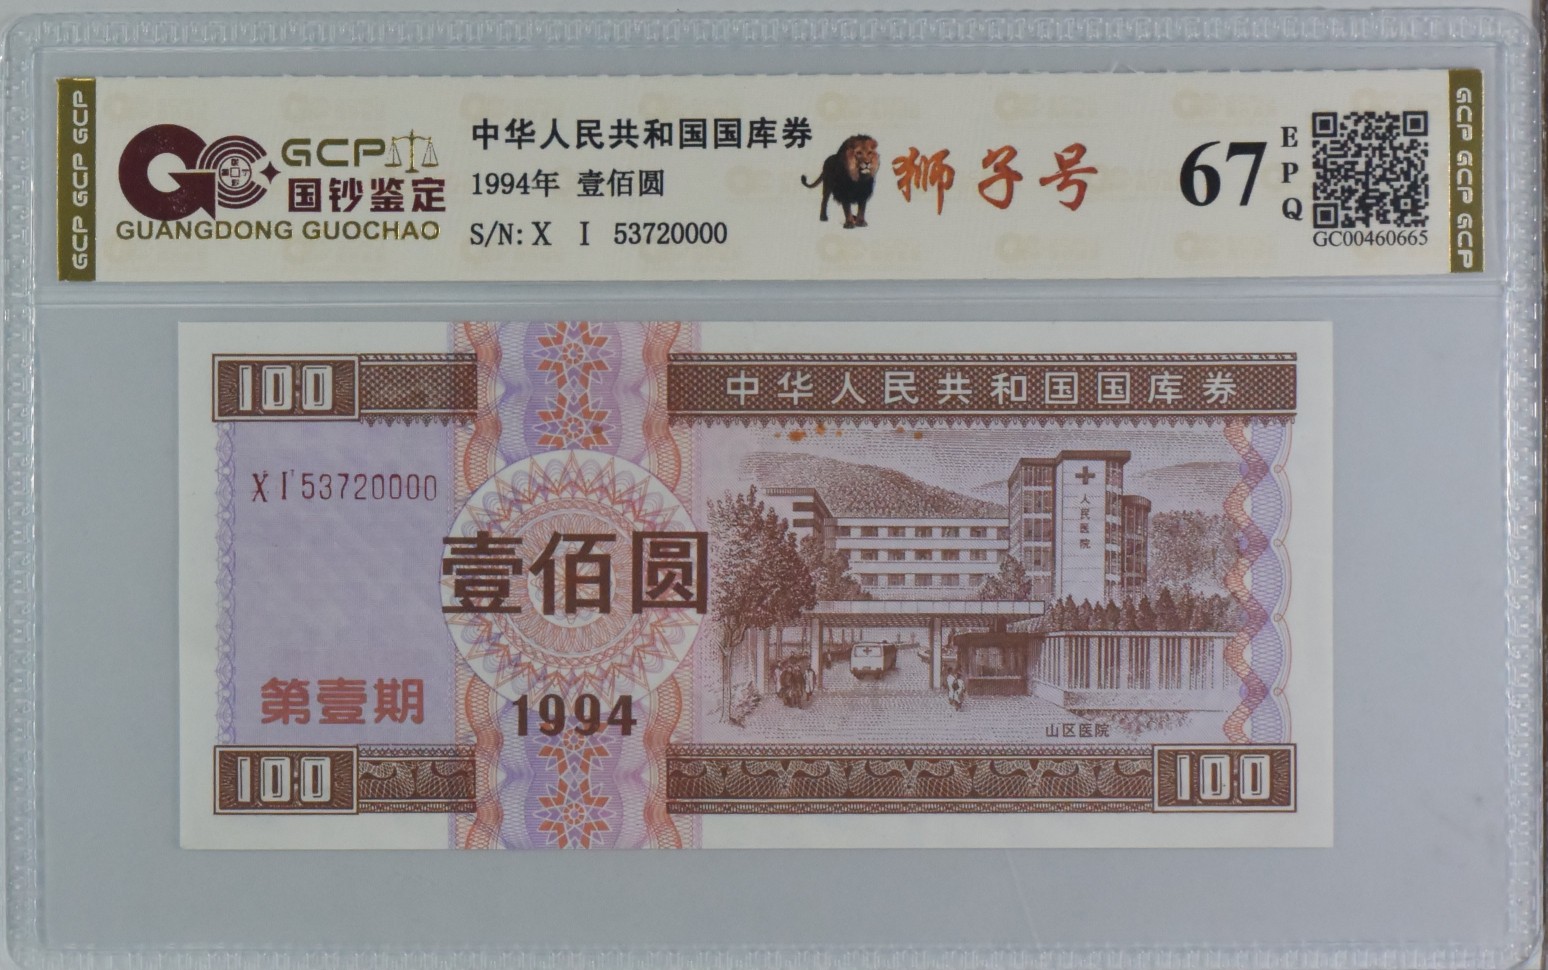 GCP GCP GCP
GCP
国钞鉴定
GUANGDONG GUOCHAO
中华人民共和国国库券
1994年 壹佰圆
S/N: X I 53720000
狮子号
67
EPQ
GC00460665
GCP GCP GCP
100
中华人民共和国国库券
X I 53720000
人民医院
壹佰圆
第壹期
1994
山区医院
100
100